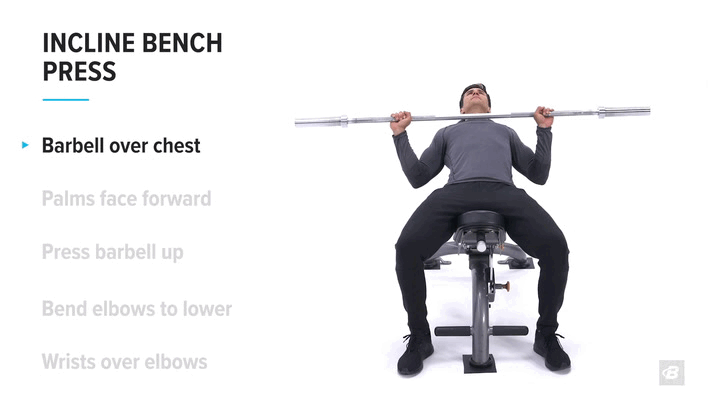 INCLINE BENCH
PRESS
Barbell over chest
Palms face forward
Press barbell up
Bend elbows to lower
Wrists over elbows
B